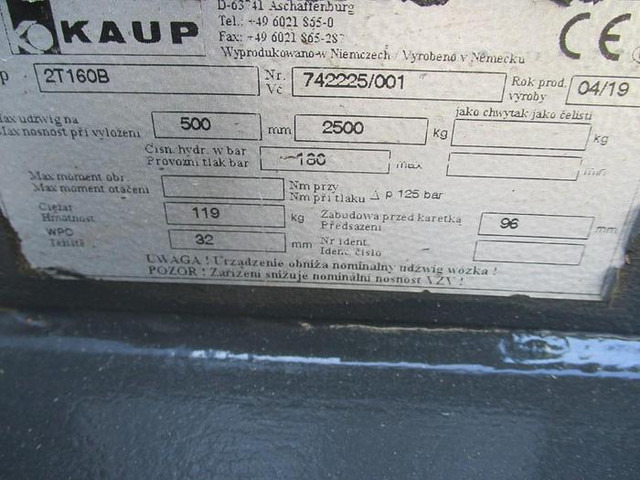 KAUP
D-63741 Aschaffenburg
Tel.: +49 6021 865-0
Fax: +49 6021 865-287
Wyprodukowano w Niemczech / Vyrobeno v Německu
CE
p 2T160B Nr. Vč 742225/001 Rok prod. výroby 04/19
Max udźwig na
Max nosnost při vyložení 500 mm 2500 kg jako chwytak jako čelisti kg
Cisn. hydr. w bar
Provozní tlak bar 160 max min
Max moment obr
Max moment otáčení Nm przy
Nm při tlaku Δ p 125 bar
Ciężar
Hmotnost 119 kg Zabudowa przed karetką
Předsazení 96 mm
WPC
Těžiště 32 mm Nr ident
Ident. číslo
UWAGA ! Urządzenie obniża nominalny udźwig wózka !
POZOR ! Zařízení snižuje nominální nosnost VZV !